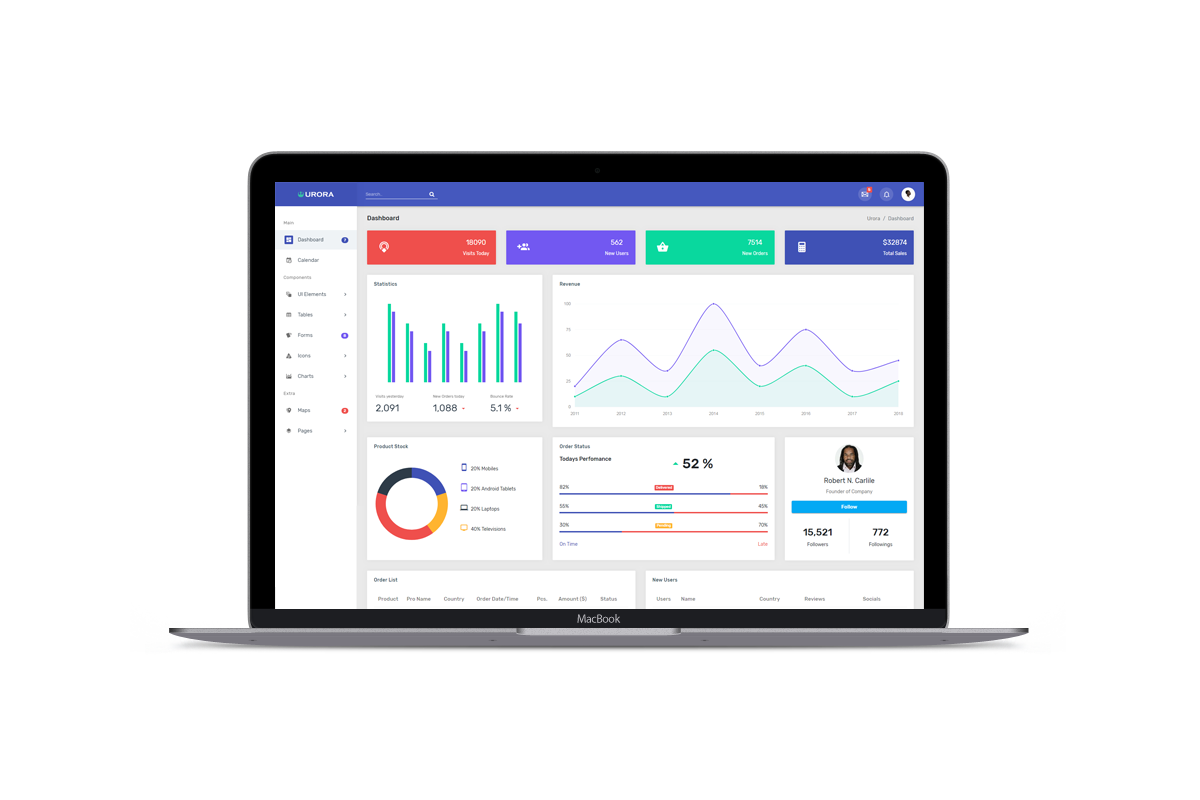 URORA
Search..
Main
Dashboard 7
Calendar
Components
UI Elements
Tables
Forms
Icons
Charts
Extra
Maps
Pages
Dashboard
Urora / Dashboard
18090
Visits Today
562
New Users
7514
New Orders
$32874
Total Sales
Statistics
Visits yesterday
2,091
New Orders today
1,088
Bounce Rate
5.1 %
Revenue
100
75
50
25
0
2011 2012 2013 2014 2015 2016 2017 2018
Product Stock
20% Mobiles
20% Android Tablets
20% Laptops
40% Televisions
Order Status
Todays Perfomance
52 %
82% Delivered 18%
55% Shipped 45%
30% Pending 70%
On Time Late
Robert N. Carlile
Founder of Company
Follow
15,521
Followers
772
Followings
Order List
Product Pro Name Country Order Date/Time Pcs. Amount ($) Status
New Users
Users Name Country Reviews Socials
MacBook